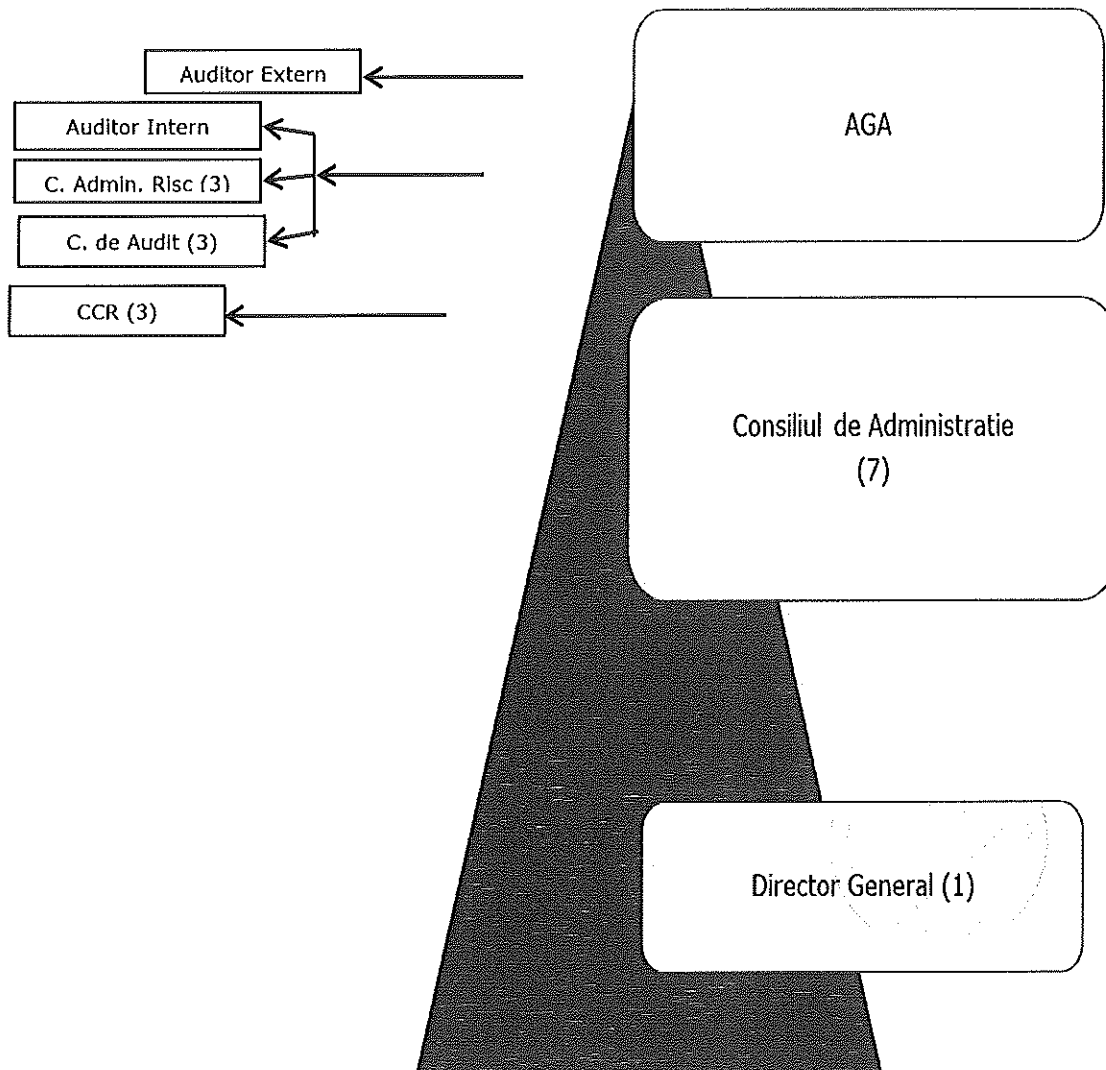 Auditor Extern
Auditor Intern
C. Admin. Risc (3)
C. de Audit (3)
CCR (3)
AGA
Consiliul de Administratie
(7)
Director General (1)